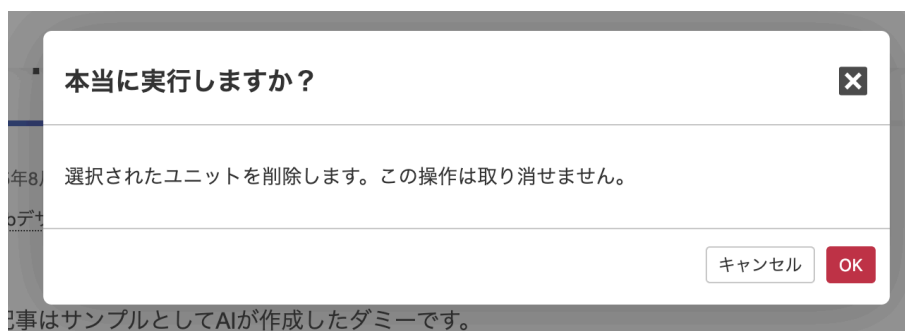 本当に実行しますか？
年8
選択されたユニットを削除します。この操作は取り消せません。
デ
キャンセル
OK
事はサンプルとしてAIが作成したダミーです。